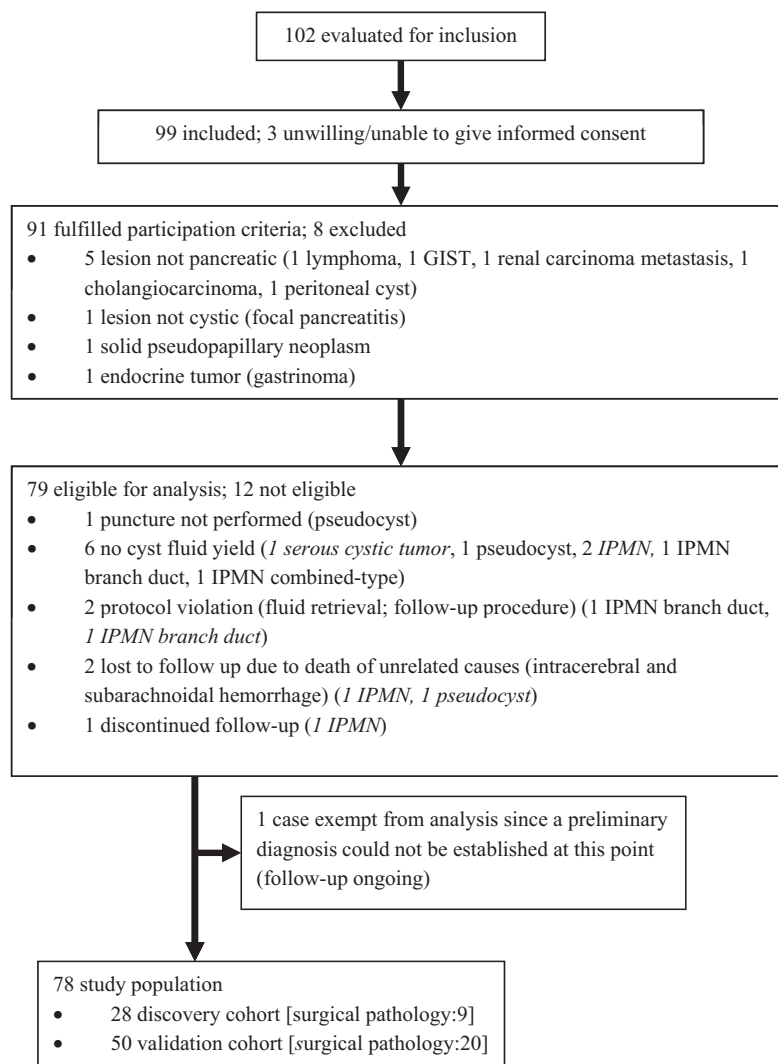 102 evaluated for inclusion
99 included; 3 unwilling/unable to give informed consent
91 fulfilled participation criteria; 8 excluded
• 5 lesion not pancreatic (1 lymphoma, 1 GIST, 1 renal carcinoma metastasis, 1
cholangiocarcinoma, 1 peritoneal cyst)
• 1 lesion not cystic (focal pancreatitis)
• 1 solid pseudopapillary neoplasm
• 1 endocrine tumor (gastrinoma)
79 eligible for analysis; 12 not eligible
• 1 puncture not performed (pseudocyst)
• 6 no cyst fluid yield (1 serous cystic tumor, 1 pseudocyst, 2 IPMN, 1 IPMN
branch duct, 1 IPMN combined-type)
• 2 protocol violation (fluid retrieval; follow-up procedure) (1 IPMN branch duct,
1 IPMN branch duct)
• 2 lost to follow up due to death of unrelated causes (intracerebral and
subarachnoidal hemorrhage) (1 IPMN, 1 pseudocyst)
• 1 discontinued follow-up (1 IPMN)
1 case exempt from analysis since a preliminary
diagnosis could not be established at this point
(follow-up ongoing)
78 study population
• 28 discovery cohort [surgical pathology:9]
• 50 validation cohort [surgical pathology:20]